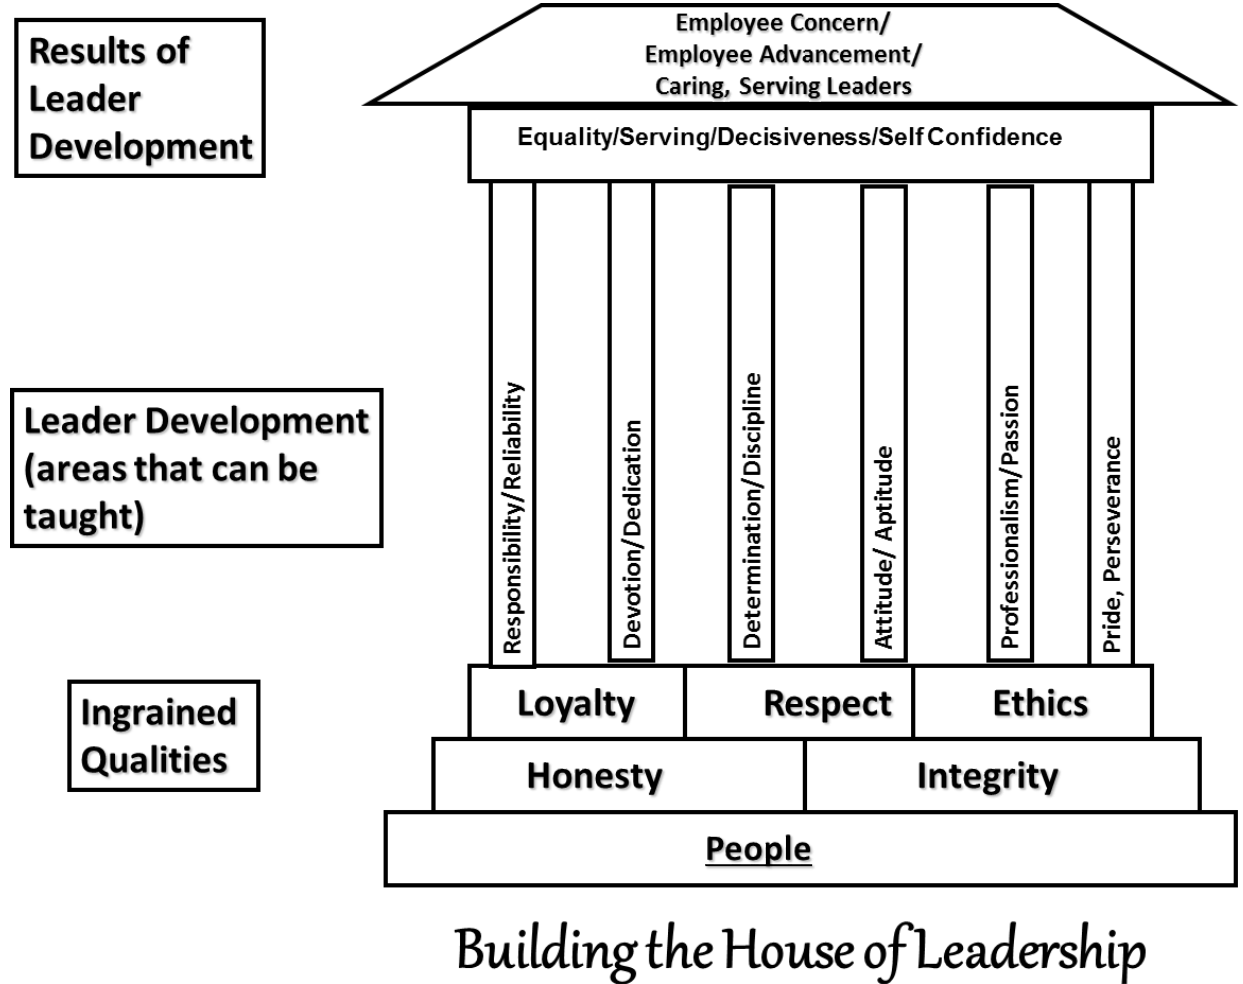 Results of
Leader
Development
Employee Concern/
Employee Advancement/
Caring, Serving Leaders
Equality/Serving/Decisiveness/Self Confidence
Leader Development
(areas that can be
taught)
Responsibility/Reliability
Devotion/Dedication
Determination/Discipline
Attitude/ Aptitude
Professionalism/Passion
Pride, Perseverance
Ingrained
Qualities
Loyalty
Respect
Ethics
Honesty
Integrity
People
Building the House of Leadership